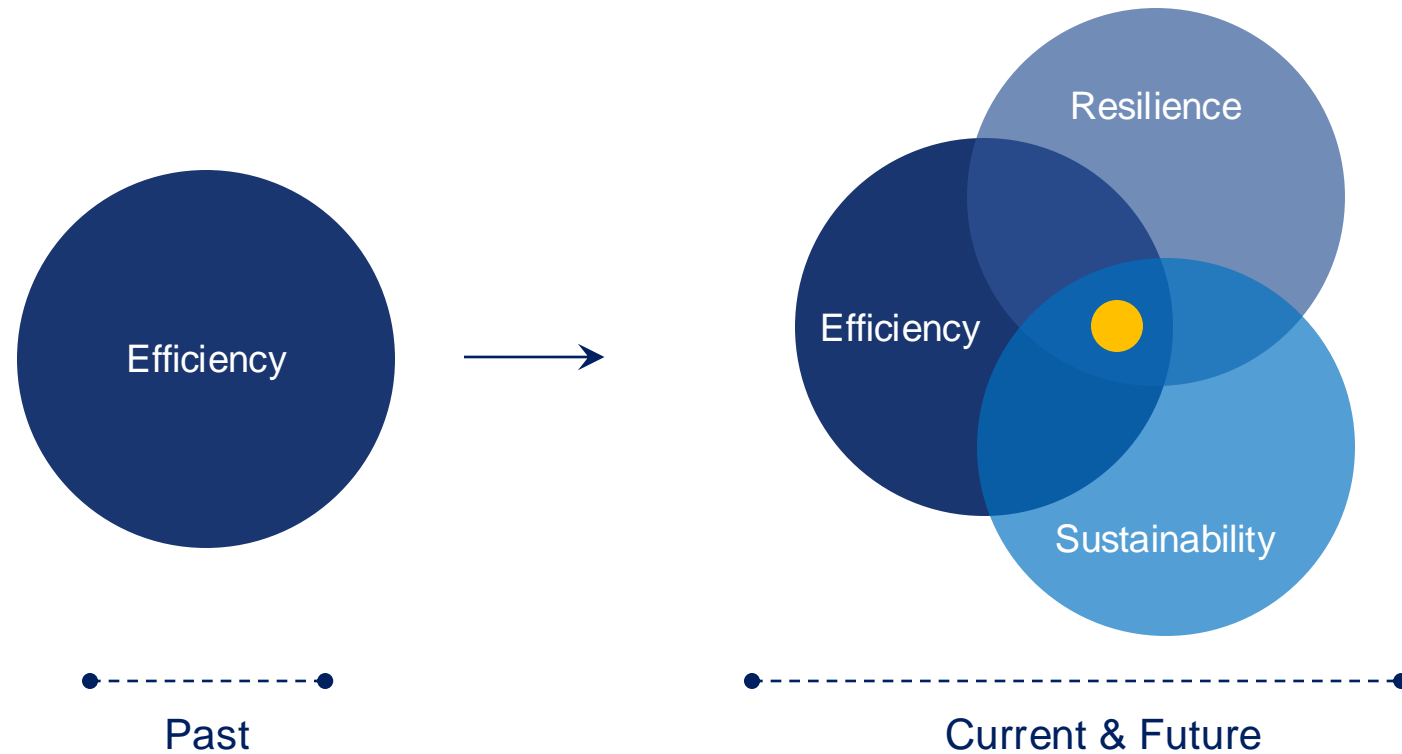 Efficiency
Past
Resilience
Efficiency
Sustainability
Current & Future